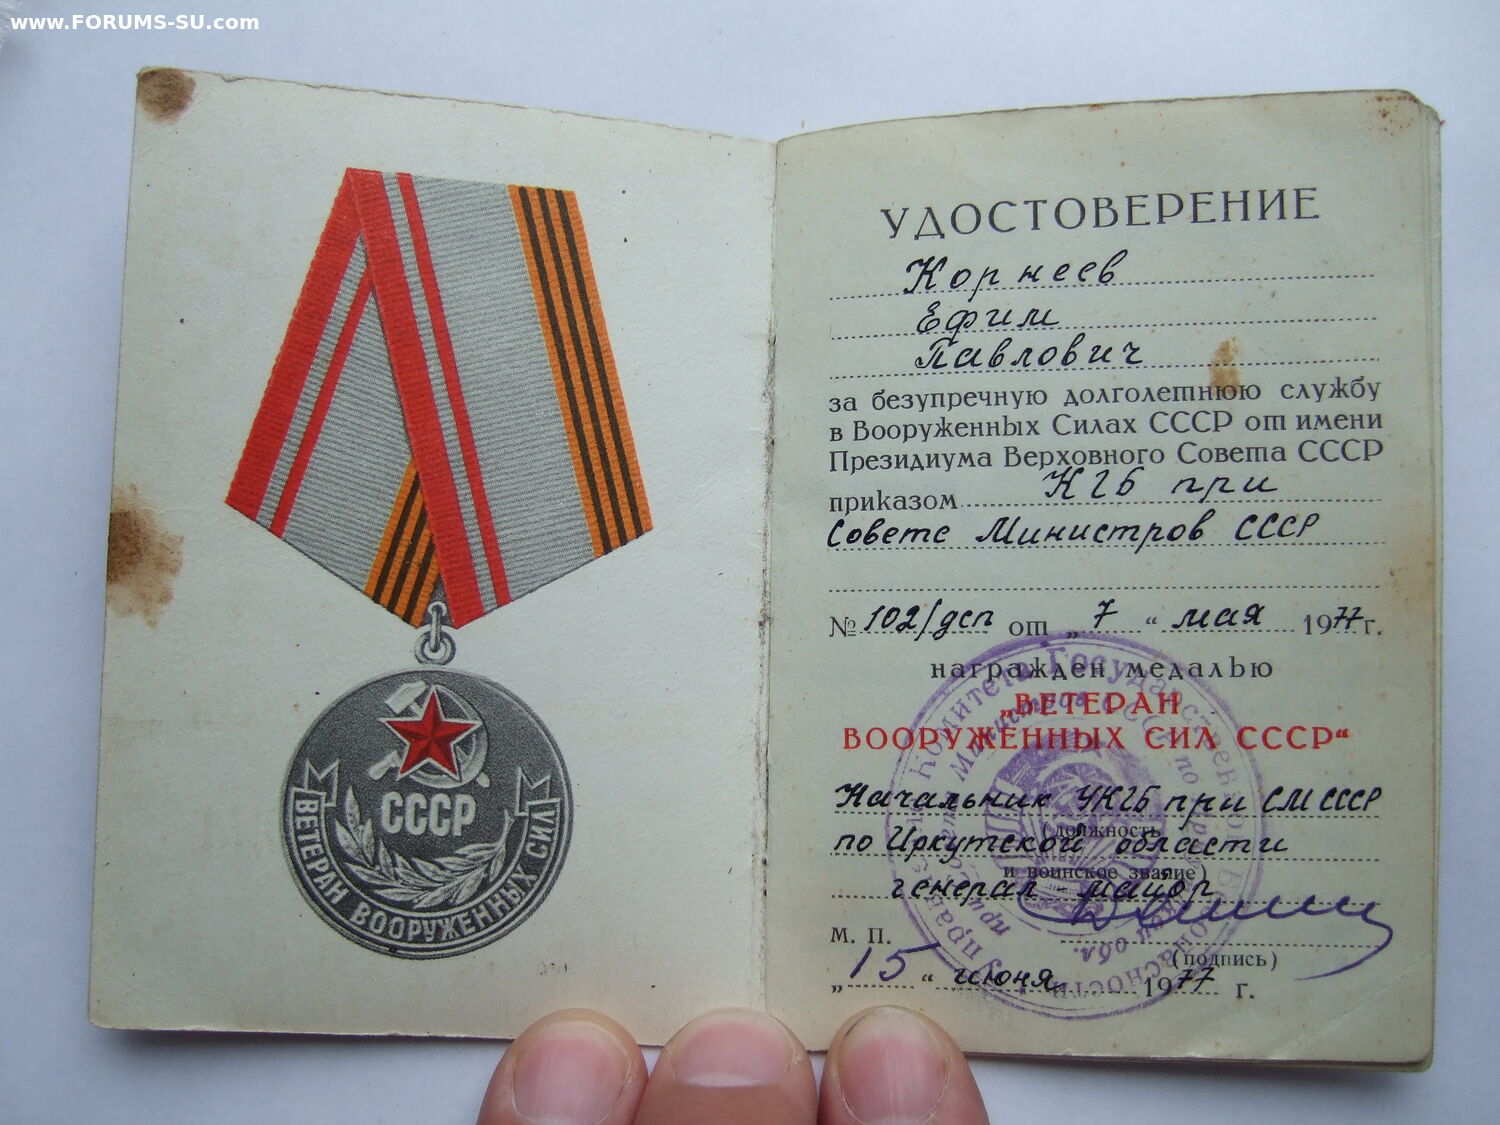 www.FORUMS-SU.com
СССР
ВЕТЕРАН ВООРУЖЕННЫХ СИЛ
УДОСТОВЕРЕНИЕ
Корнеев
Ефим
Павлович
за безупречную долголетнюю службу
в Вооруженных Силах СССР от имени
Президиума Верховного Совета СССР
приказом КГБ при
Совете Министров СССР
№ 102/дсп от „ 7 “ мая 1977 г.
награжден медалью
„ВЕТЕРАН
ВООРУЖЕННЫХ СИЛ СССР“
Начальник УКГБ при СМ СССР
(должность
по Иркутской области
и воинское звание)
генерал-майор
М. П.
(подпись)
„ 15 “ июня 1977 г.